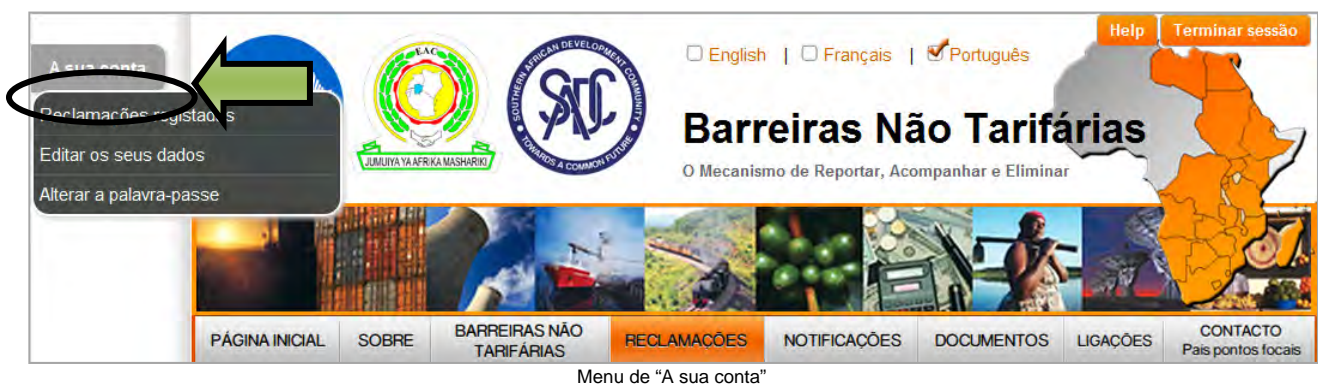 Help
Terminar sessão
A sua conta
English | Français | Português
Reclamações registadas
Editar os seus dados
Alterar a palavra-passe
EAC
JUMUIYA YA AFRIKA MASHARIKI
SOUTHERN AFRICAN DEVELOPMENT COMMUNITY
SADC
TOWARDS A COMMON FUTURE
Barreiras Não Tarifárias
O Mecanismo de Reportar, Acompanhar e Eliminar
PÁGINA INICIAL
SOBRE
BARREIRAS NÃO
TARIFÁRIAS
RECLAMAÇÕES
NOTIFICAÇÕES
DOCUMENTOS
LIGAÇÕES
CONTACTO
Pais pontos focais
Menu de “A sua conta”